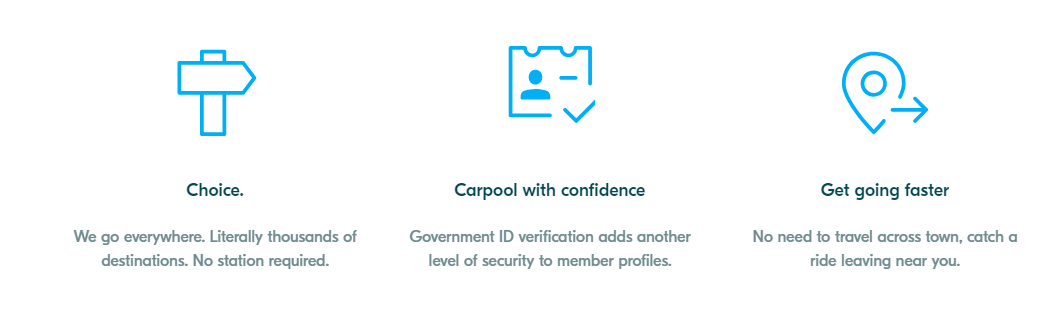 Choice.
We go everywhere. Literally thousands of
destinations. No station required.
Carpool with confidence
Government ID verification adds another
level of security to member profiles.
Get going faster
No need to travel across town, catch a
ride leaving near you.